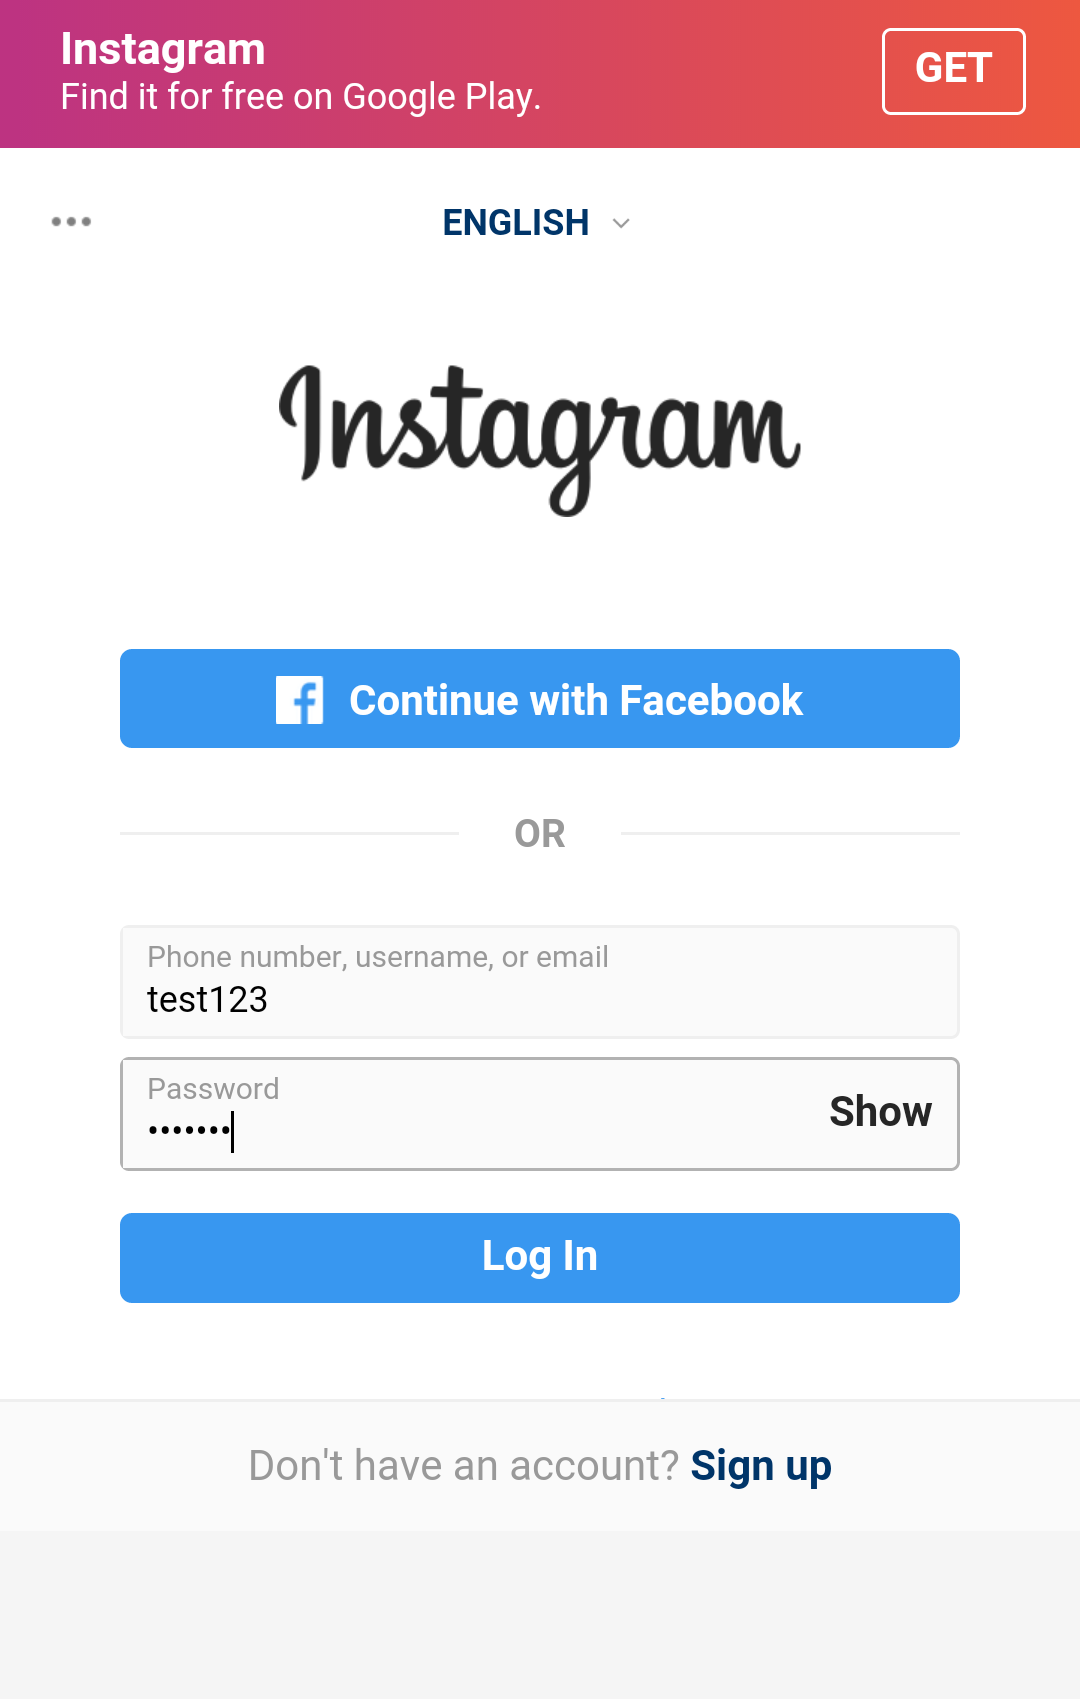 Instagram
Find it for free on Google Play.
GET
ENGLISH
Instagram
Continue with Facebook
OR
Phone number, username, or email
test123
Password
•••••••
Show
Log In
Don't have an account? Sign up